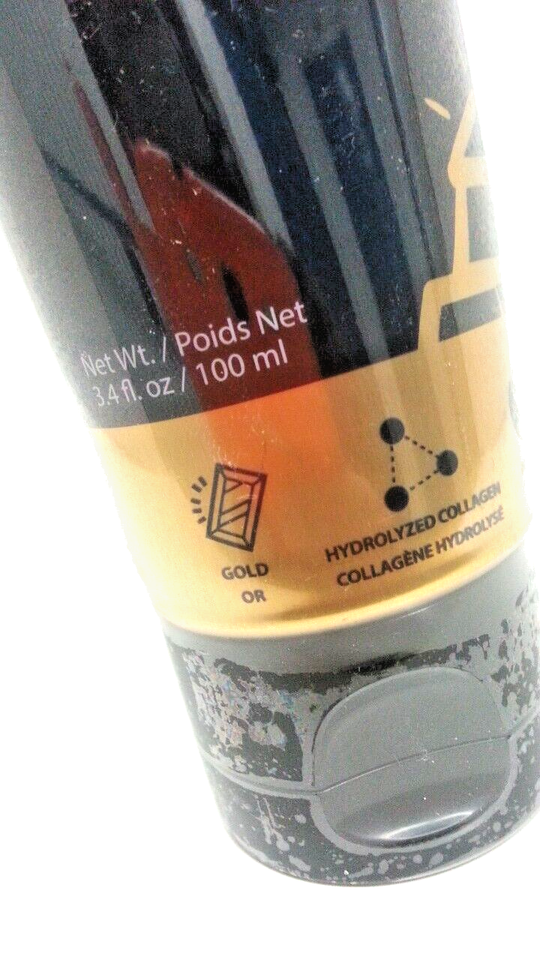 Net Wt. / Poids Net
3.4 fl. oz / 100 ml
GOLD
OR
HYDROLYZED COLLAGEN
COLLAGÈNE HYDROLYSÉ